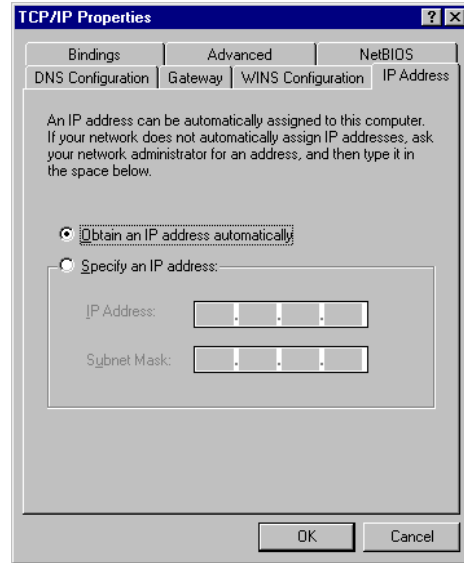 TCP/IP Properties
Bindings
Advanced
NetBIOS
DNS Configuration
Gateway
WINS Configuration
IP Address
An IP address can be automatically assigned to this computer.
If your network does not automatically assign IP addresses, ask
your network administrator for an address, and then type it in
the space below.
Obtain an IP address automatically
Specify an IP address:
IP Address:
Subnet Mask:
OK
Cancel